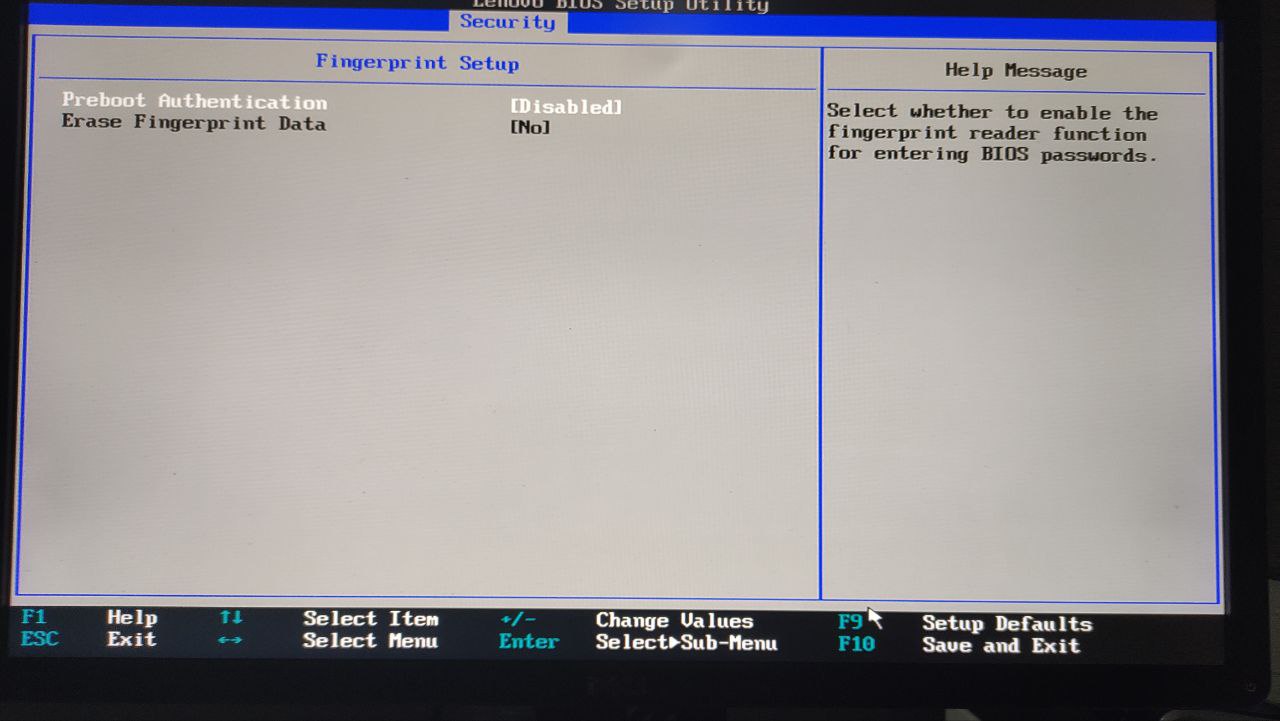 Lenovo BIOS Setup Utility
Security
Fingerprint Setup
Preboot Authentication [Disabled]
Erase Fingerprint Data [No]
Help Message
Select whether to enable the
fingerprint reader function
for entering BIOS passwords.
F1 Help ↑↓ Select Item +/- Change Values F9 Setup Defaults
ESC Exit ←→ Select Menu Enter Select▶Sub-Menu F10 Save and Exit